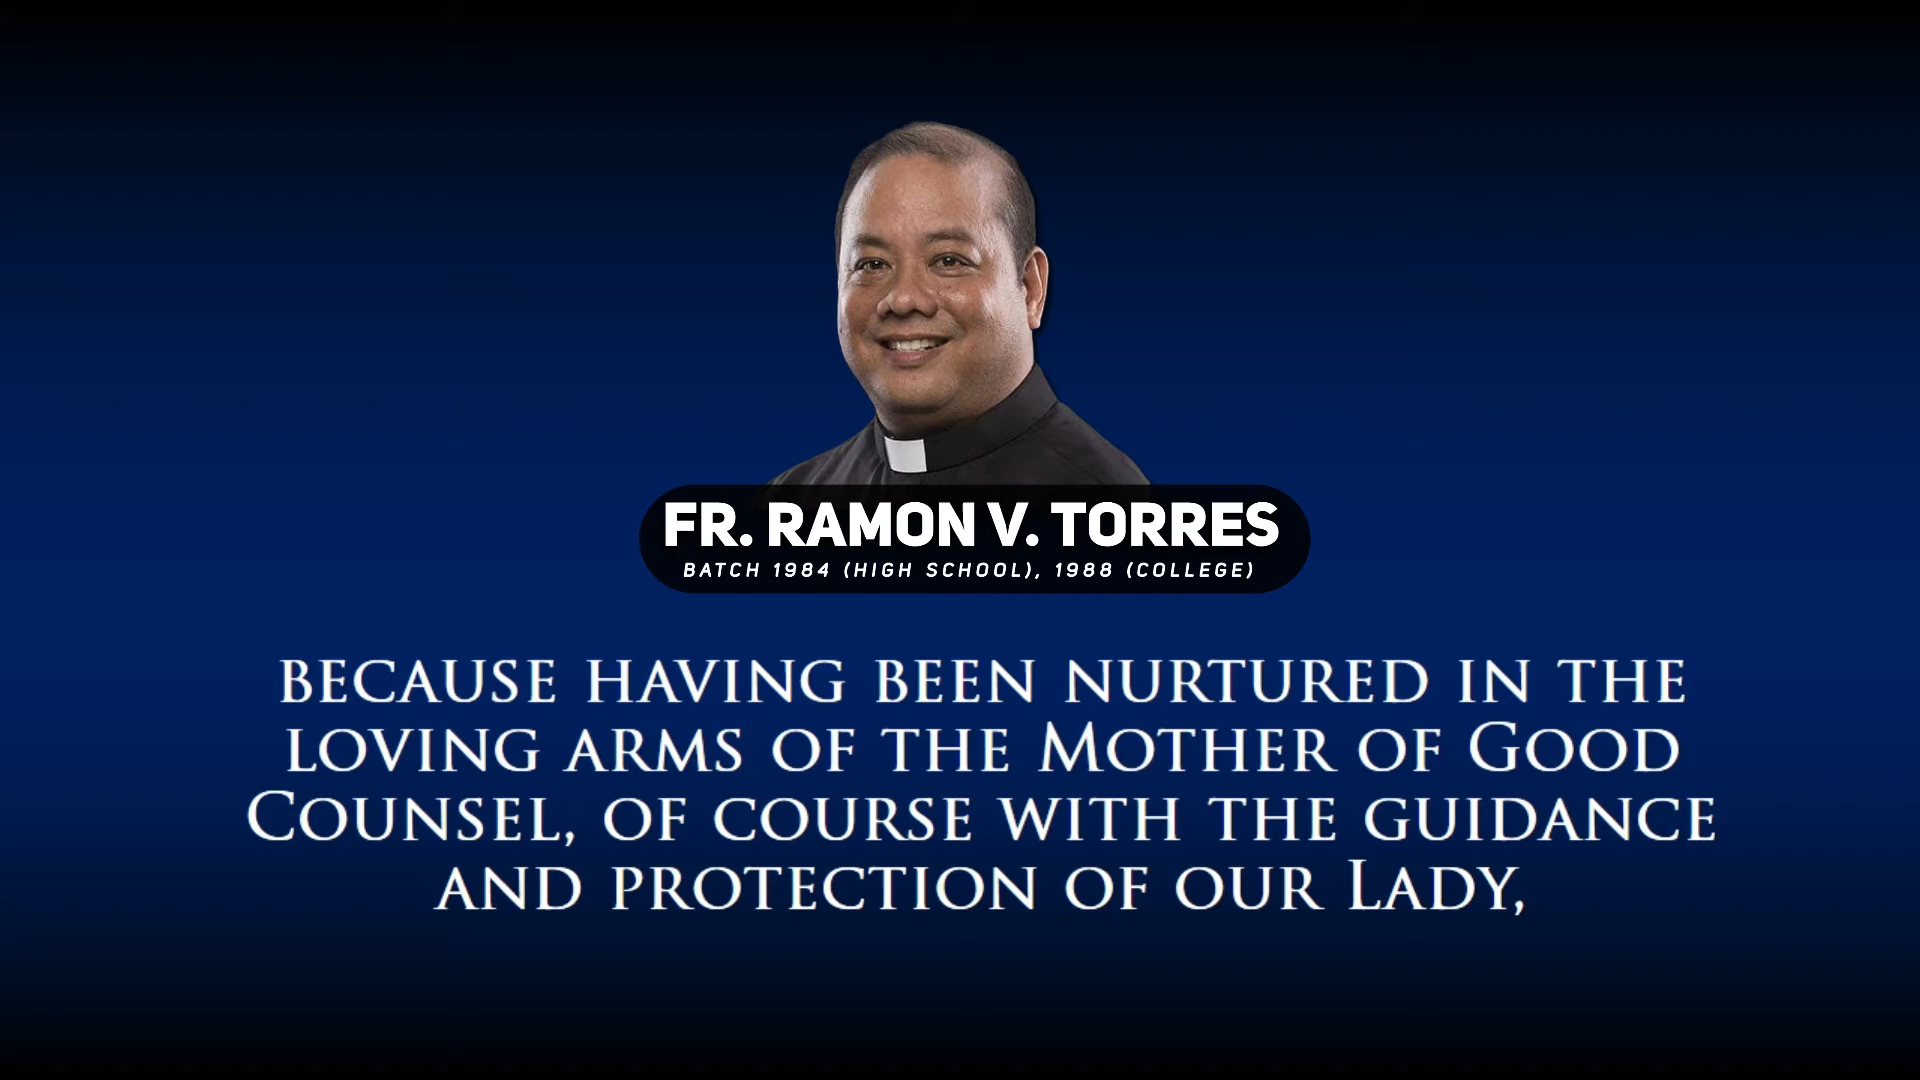 FR. RAMON V. TORRES
BATCH 1984 (HIGH SCHOOL), 1988 (COLLEGE)
BECAUSE HAVING BEEN NURTURED IN THE
LOVING ARMS OF THE MOTHER OF GOOD
COUNSEL, OF COURSE WITH THE GUIDANCE
AND PROTECTION OF OUR LADY,